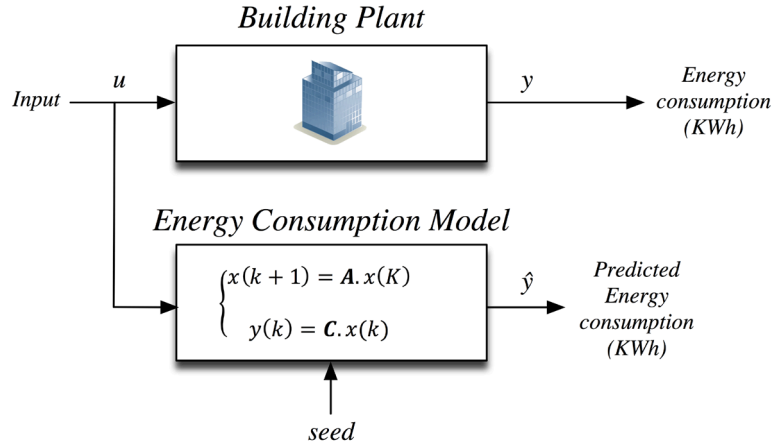 Building Plant
Input
u
y
Energy
consumption
(KWh)
Energy Consumption Model
x(k + 1) = A.x(K)
y(k) = C.x(k)
ŷ
Predicted
Energy
consumption
(KWh)
seed